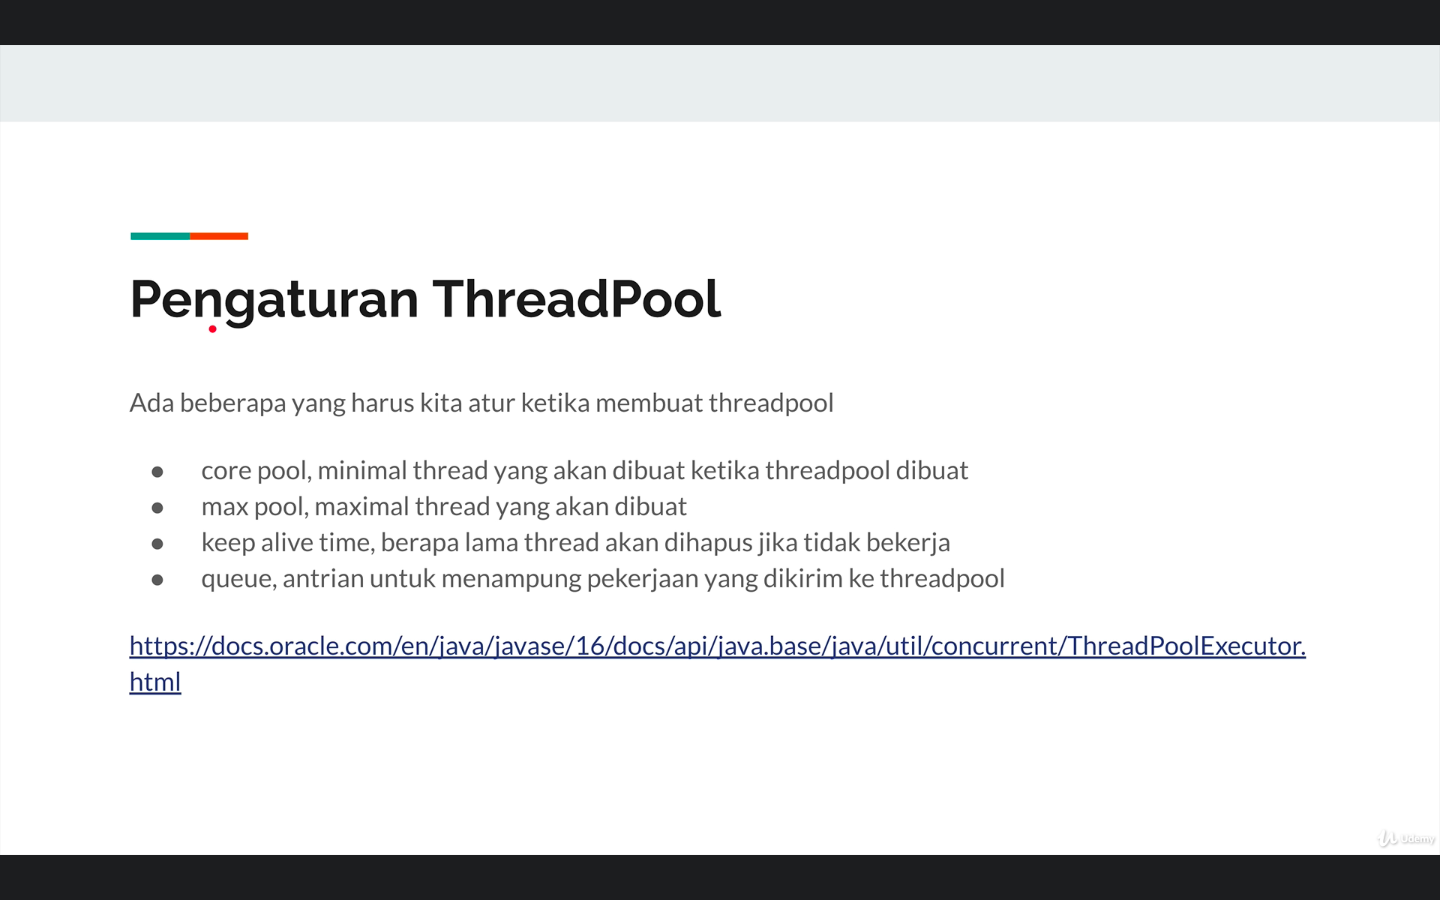 Pengaturan ThreadPool
Ada beberapa yang harus kita atur ketika membuat threadpool
● core pool, minimal thread yang akan dibuat ketika threadpool dibuat
● max pool, maximal thread yang akan dibuat
● keep alive time, berapa lama thread akan dihapus jika tidak bekerja
● queue, antrian untuk menampung pekerjaan yang dikirim ke threadpool
https://docs.oracle.com/en/java/javase/16/docs/api/java.base/java/util/concurrent/ThreadPoolExecutor.
html
Udemy